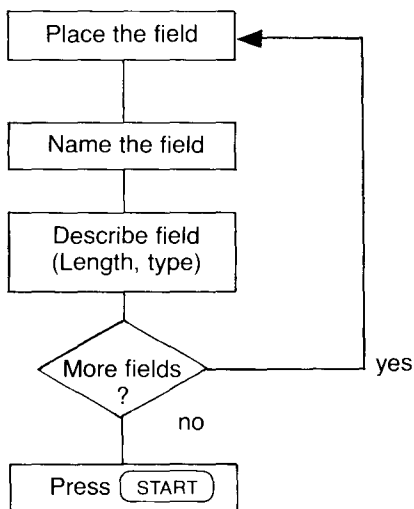 Place the field
Name the field
Describe field
(Length, type)
More fields
?
yes
no
Press START